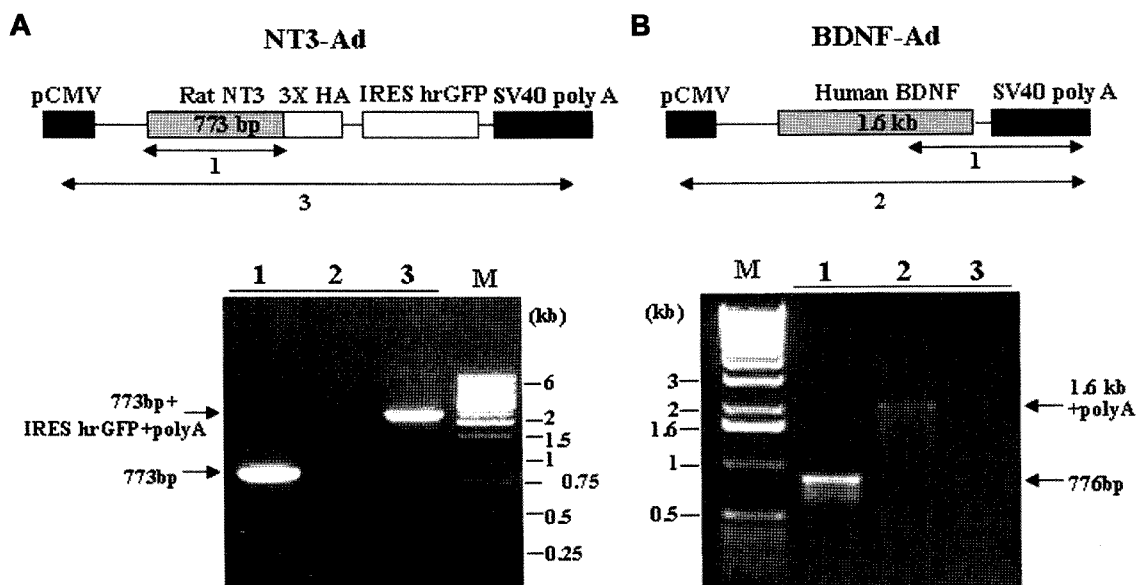 A
NT3-Ad
pCMV
Rat NT3
3X HA
IRES hrGFP
SV40 poly A
773 bp
1
3
1 2 3 M
(kb)
6
2
1.5
1
0.75
0.5
0.25
773bp+
IRES hrGFP+polyA
773bp
B
BDNF-Ad
pCMV
Human BDNF
SV40 poly A
1.6 kb
1
2
M 1 2 3
(kb)
3
2
1.6
1
0.5
1.6 kb
+polyA
776bp